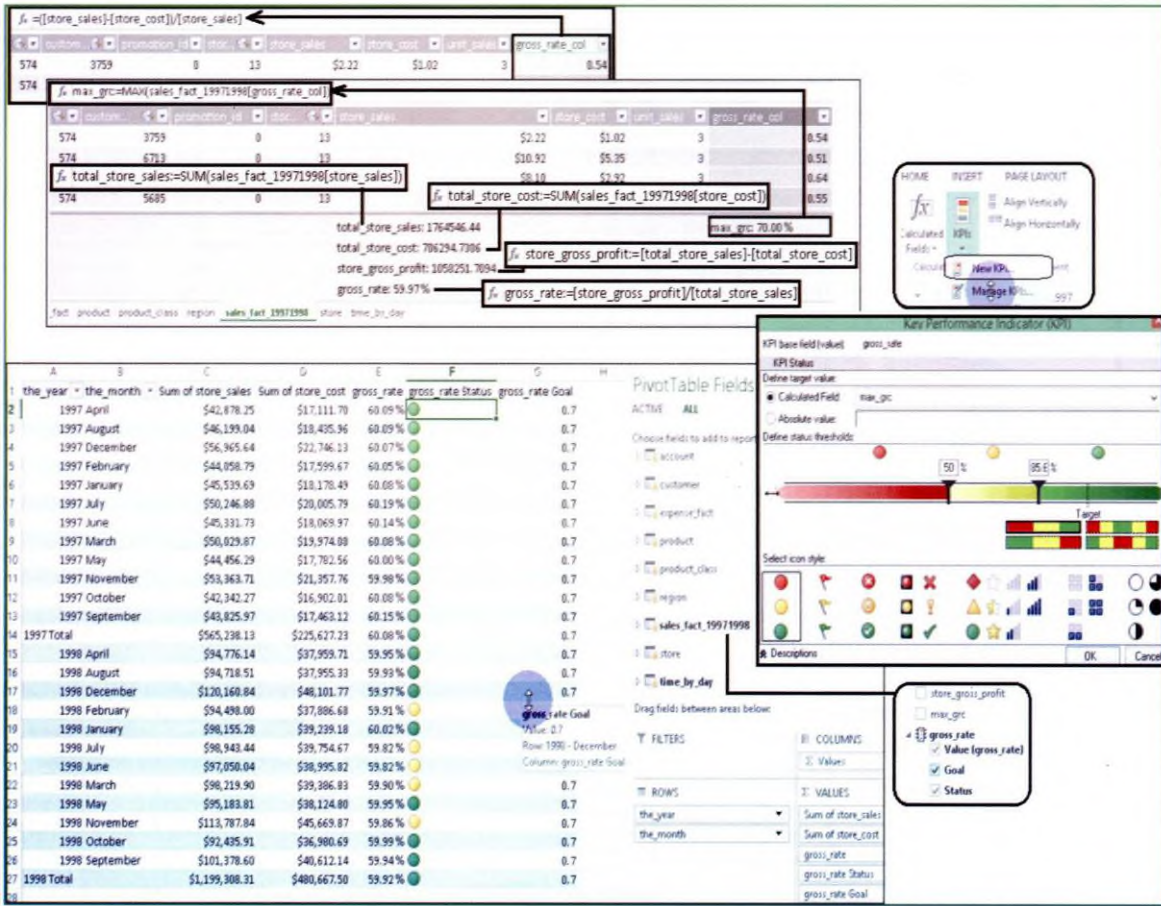 fx =([store_sales]-[store_cost])/[store_sales]
custom... promotion_id stor... store_sales store_cost unit_sales gross_rate_col
574 3759 0 13 $2.22 $1.02 3 0.54
574
fx max_grc:=MAX(sales_fact_19971998[gross_rate_col]
custom... promotion_id stor... store_sales store_cost unit_sales gross_rate_col
574 3759 0 13 $2.22 $1.02 3 0.54
574 6713 0 13 $10.92 $5.35 3 0.51
fx total_store_sales:=SUM(sales_fact_19971998[store_sales])
$8.10 $2.92 3 0.64
fx total_store_cost:=SUM(sales_fact_19971998[store_cost])
574 5685 0 13 0.55
total_store_sales: 1764546.44
max_grc: 70.00 %
total_store_cost: 706294.7306
fx store_gross_profit:=[total_store_sales]-[total_store_cost]
store_gross_profit: 1058251.7094
gross_rate: 59.97%
fx gross_rate:=[store_gross_profit]/[total_store_sales]
_fact product product_class region sales_fact_19971998 store time_by_day
HOME INSERT PAGE LAYOUT
fx
Calculated Fields
KPIs
Align Vertically
Align Horizontally
New KPI...
Manage KPIs...
997
Key Performance Indicator (KPI)
KPI base field (value): gross_rate
KPI Status
Define target value:
Calculated Field: max_grc
Absolute value:
Define status thresholds:
50 % 85.6 %
Target
Select icon style:
Descriptions
OK Cancel
A B C D E F G H
1 the_year the_month Sum of store_sales Sum of store_cost gross_rate gross_rate Status gross_rate Goal
2 1997 April $42,878.25 $17,111.70 60.09% 0.7
3 1997 August $46,199.04 $18,435.96 60.09% 0.7
4 1997 December $56,965.64 $22,746.13 60.07% 0.7
5 1997 February $44,058.79 $17,599.67 60.05% 0.7
6 1997 January $45,539.69 $18,178.49 60.08% 0.7
7 1997 July $50,246.88 $20,005.79 60.19% 0.7
8 1997 June $45,331.73 $18,069.97 60.14% 0.7
9 1997 March $50,029.87 $19,974.88 60.08% 0.7
10 1997 May $44,456.29 $17,782.56 60.00% 0.7
11 1997 November $53,363.71 $21,357.76 59.98% 0.7
12 1997 October $42,342.27 $16,902.01 60.08% 0.7
13 1997 September $43,825.97 $17,463.12 60.15% 0.7
14 1997 Total $565,238.13 $225,627.23 60.08% 0.7
15 1998 April $94,776.14 $37,959.71 59.95% 0.7
16 1998 August $94,718.51 $37,955.33 59.93% 0.7
17 1998 December $120,160.84 $48,101.77 59.97% 0.7
18 1998 February $94,498.00 $37,886.68 59.91%
19 1998 January $98,155.28 $39,239.18 60.02%
20 1998 July $98,943.44 $39,754.67 59.82%
21 1998 June $97,050.04 $38,995.82 59.82%
22 1998 March $98,219.90 $39,386.83 59.90% 0.7
23 1998 May $95,183.81 $38,124.80 59.95% 0.7
24 1998 November $113,787.84 $45,669.87 59.86% 0.7
25 1998 October $92,435.91 $36,980.69 59.99% 0.7
26 1998 September $101,378.60 $40,612.14 59.94% 0.7
27 1998 Total $1,199,308.31 $480,667.50 59.92% 0.7
28
gross_rate Goal
Value: 0.7
Row: 1998 - December
Column: gross_rate Goal
PivotTable Fields
ACTIVE ALL
Choose fields to add to report
account
customer
expense_fact
product
product_class
region
sales_fact_19971998
store
time_by_day
Drag fields between areas below:
FILTERS
COLUMNS
Σ Values
ROWS
the_year
the_month
Σ VALUES
Sum of store_sales
Sum of store_cost
gross_rate
gross_rate Status
gross_rate Goal
store_gross_profit
max_grc
gross_rate
Value (gross_rate)
Goal
Status